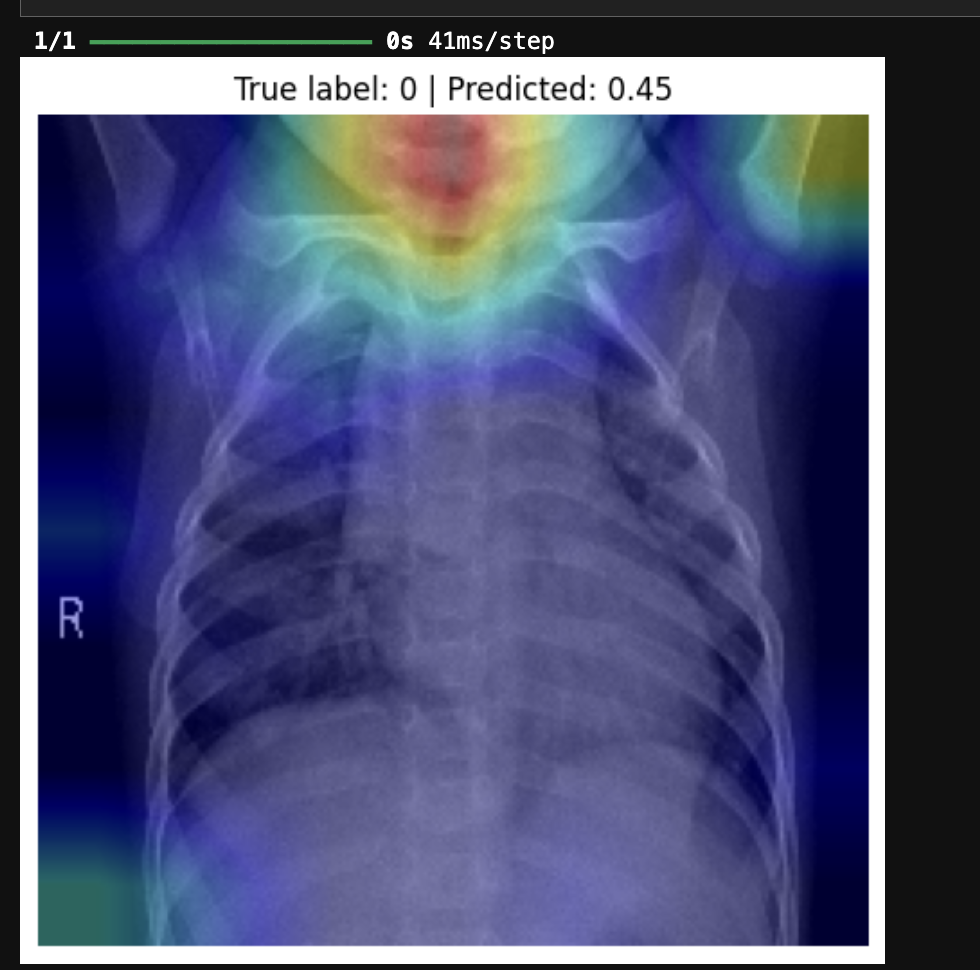 1/1 0s 41ms/step
True label: 0 | Predicted: 0.45
R